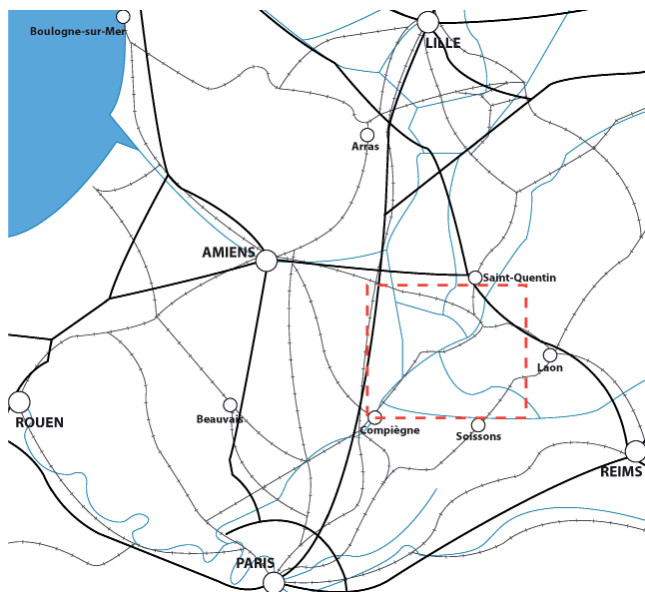 Boulogne-sur-Mer
LILLE
Arras
AMIENS
Saint-Quentin
Laon
ROUEN
Beauvais
Compiègne
Soissons
REIMS
PARIS